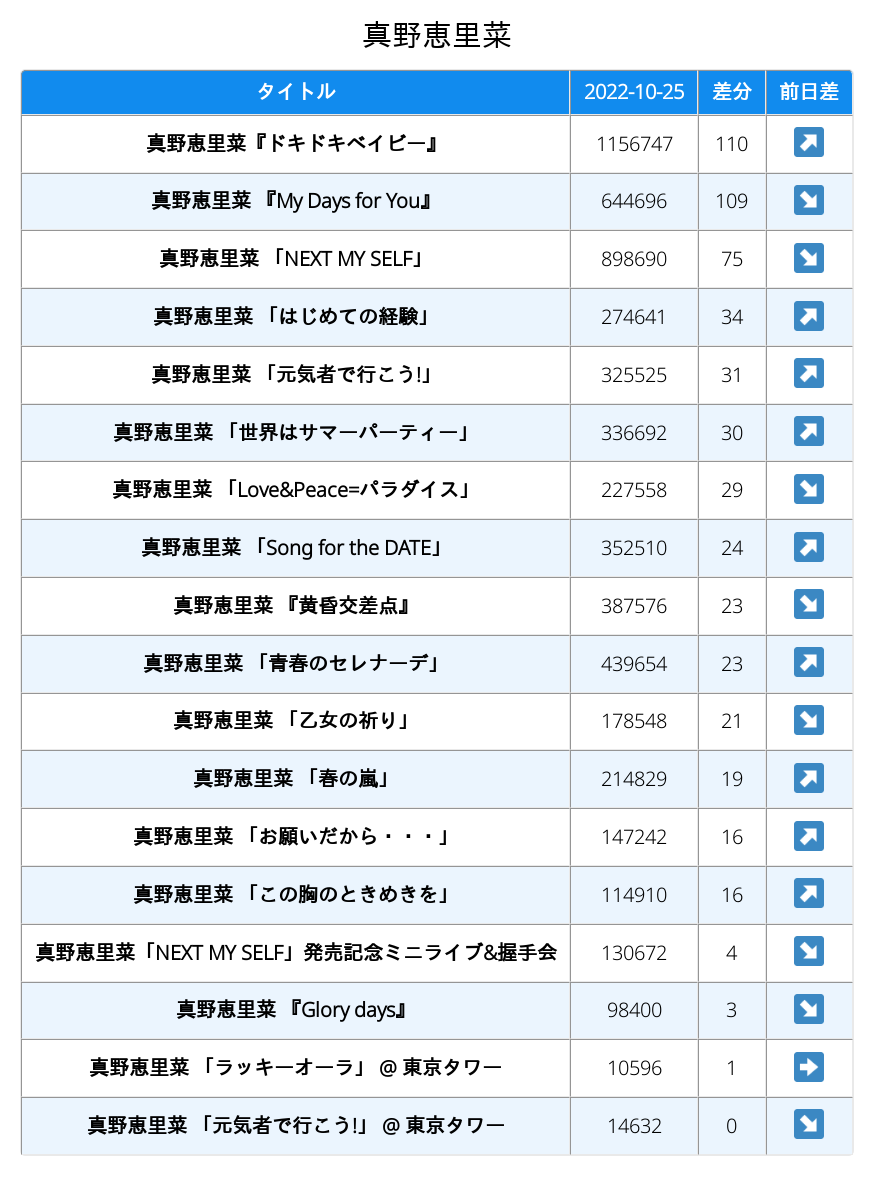 真野恵里菜
タイトル 2022-10-25 差分 前日差
真野恵里菜『ドキドキベイビー』 1156747 110 ↗
真野恵里菜 『My Days for You』 644696 109 ↘
真野恵里菜 「NEXT MY SELF」 898690 75 ↘
真野恵里菜 「はじめての経験」 274641 34 ↗
真野恵里菜 「元気者で行こう!」 325525 31 ↗
真野恵里菜 「世界はサマーパーティー」 336692 30 ↗
真野恵里菜 「Love&Peace=パラダイス」 227558 29 ↘
真野恵里菜 「Song for the DATE」 352510 24 ↗
真野恵里菜 『黄昏交差点』 387576 23 ↘
真野恵里菜 「青春のセレナーデ」 439654 23 ↗
真野恵里菜 「乙女の祈り」 178548 21 ↘
真野恵里菜 「春の嵐」 214829 19 ↗
真野恵里菜 「お願いだから・・・」 147242 16 ↗
真野恵里菜 「この胸のときめきを」 114910 16 ↗
真野恵里菜「NEXT MY SELF」発売記念ミニライブ&握手会 130672 4 ↘
真野恵里菜 『Glory days』 98400 3 ↘
真野恵里菜 「ラッキーオーラ」 @ 東京タワー 10596 1 ➡
真野恵里菜 「元気者で行こう!」 @ 東京タワー 14632 0 ↘